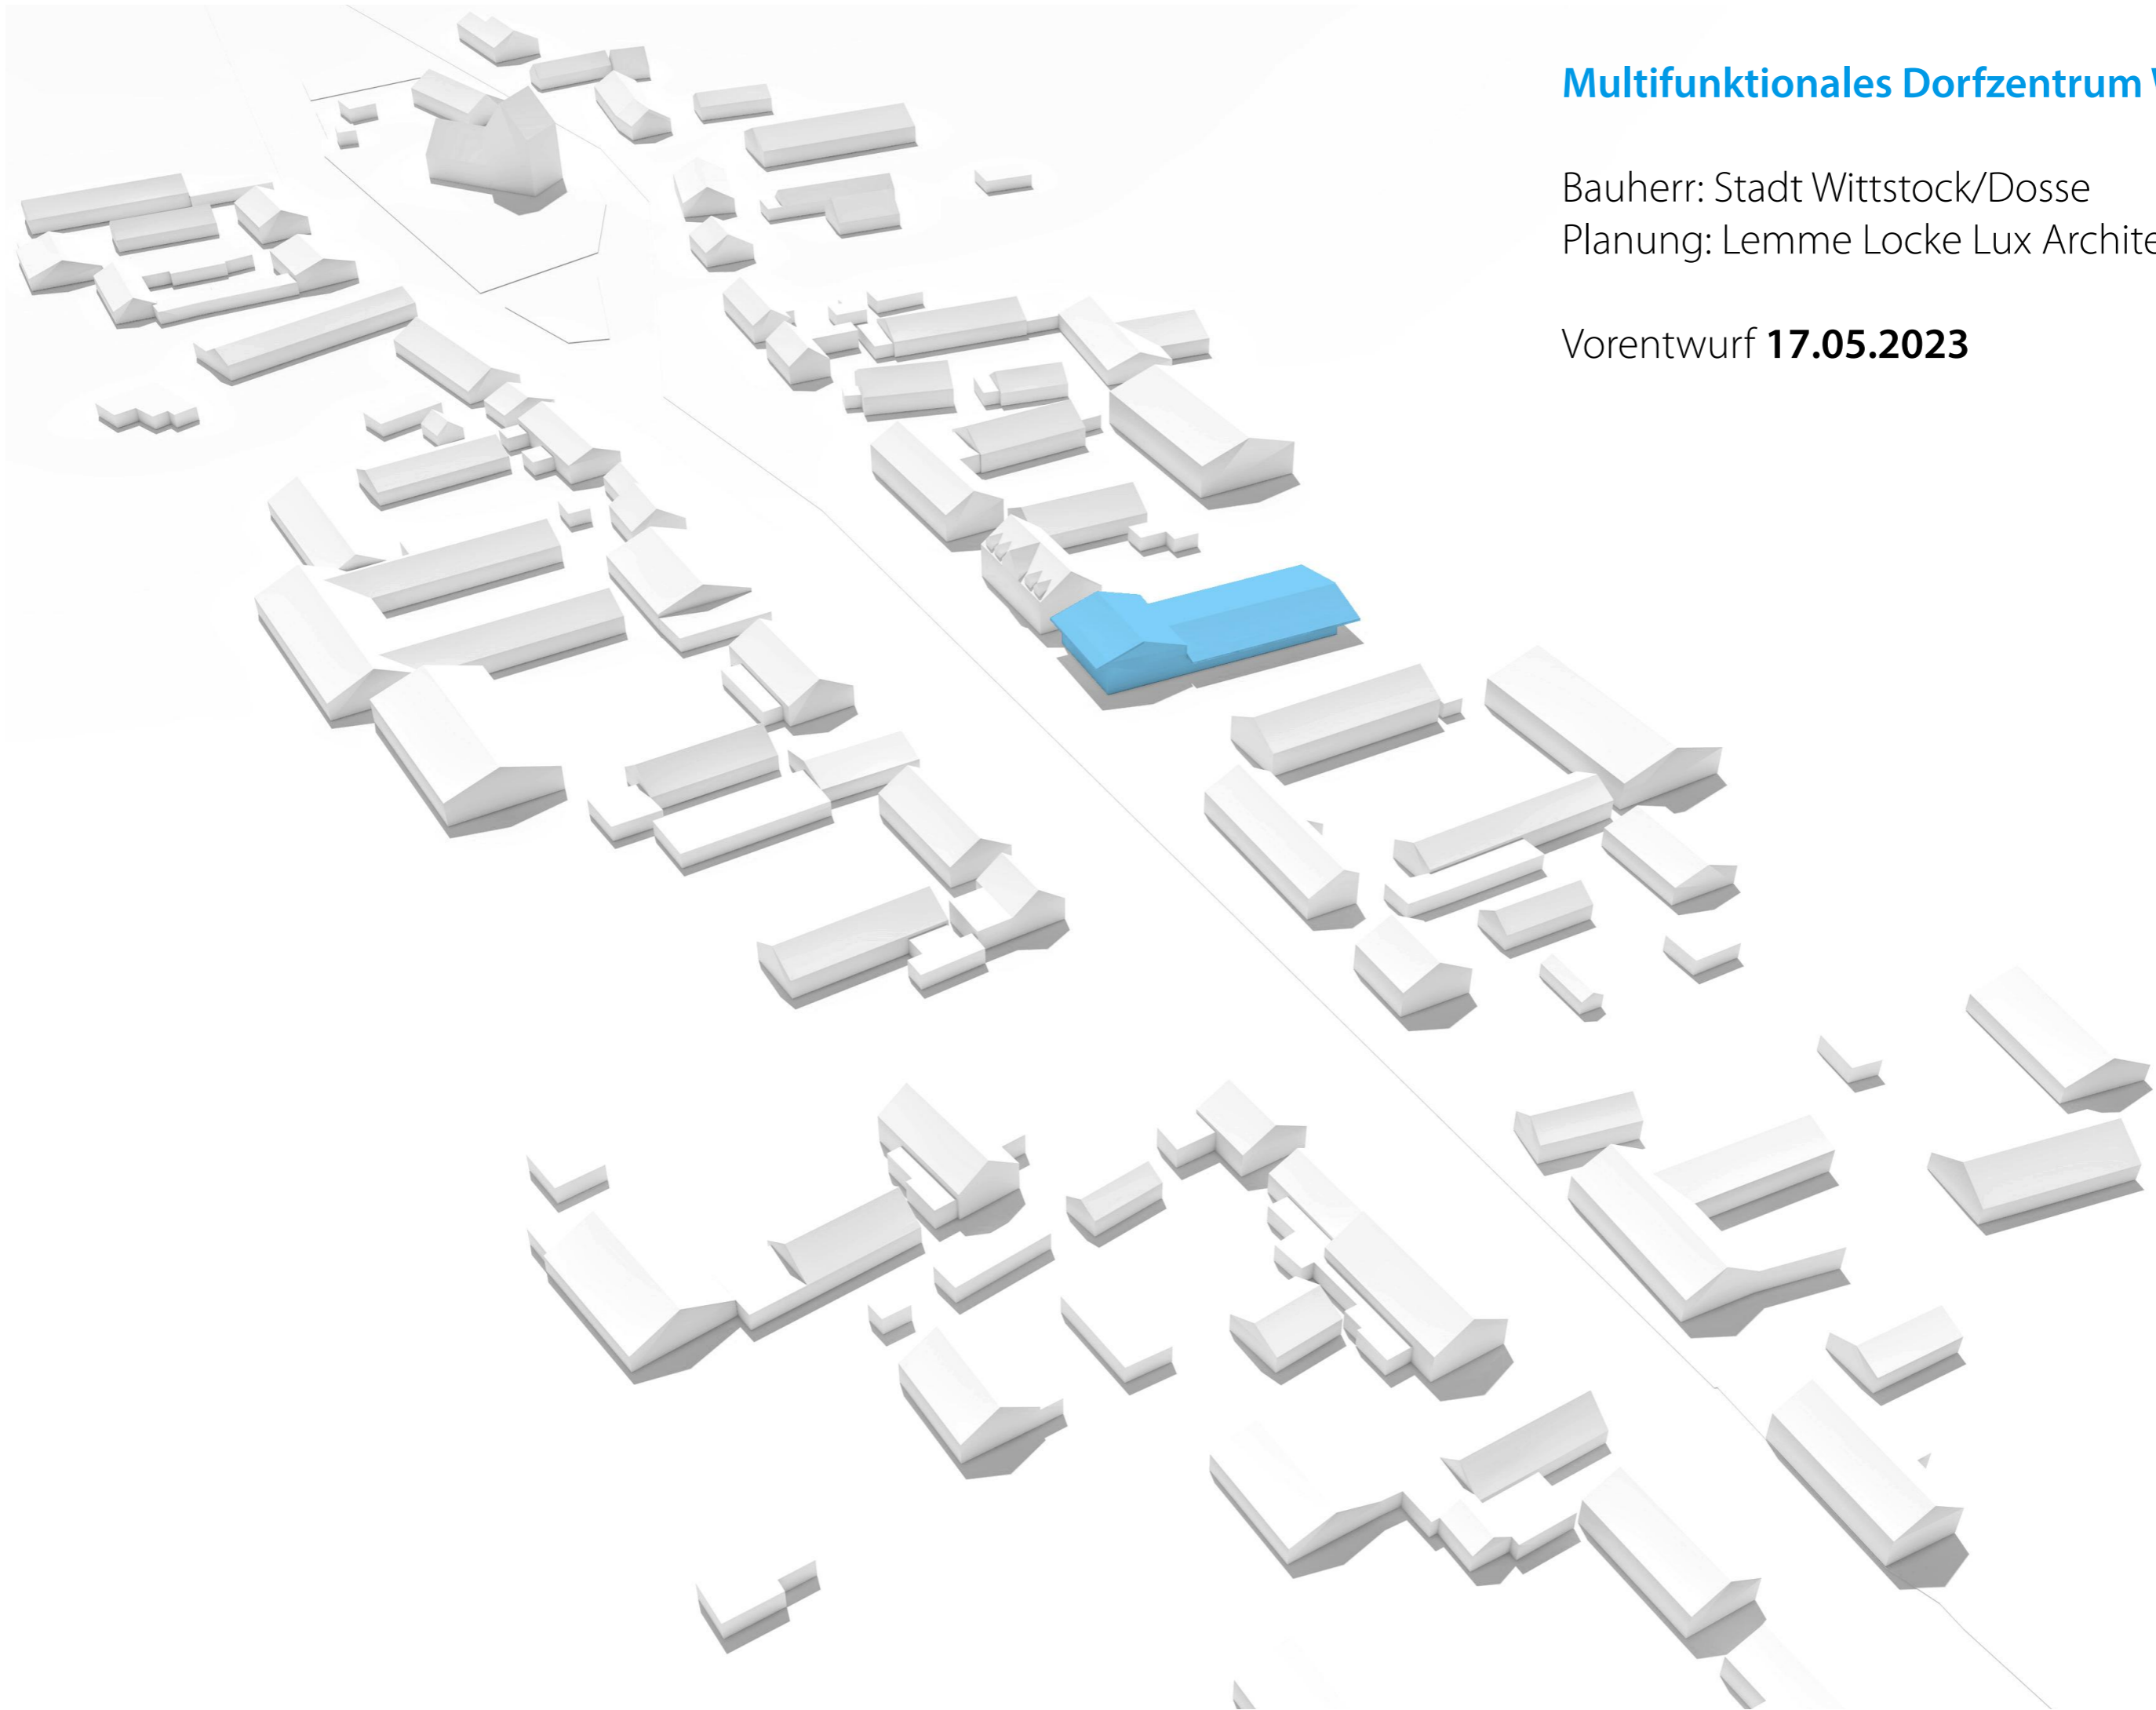 Multifunktionales Dorfzentrum
Bauherr: Stadt Wittstock/Dosse
Planung: Lemme Locke Lux
Vorentwurf 17.05.2023